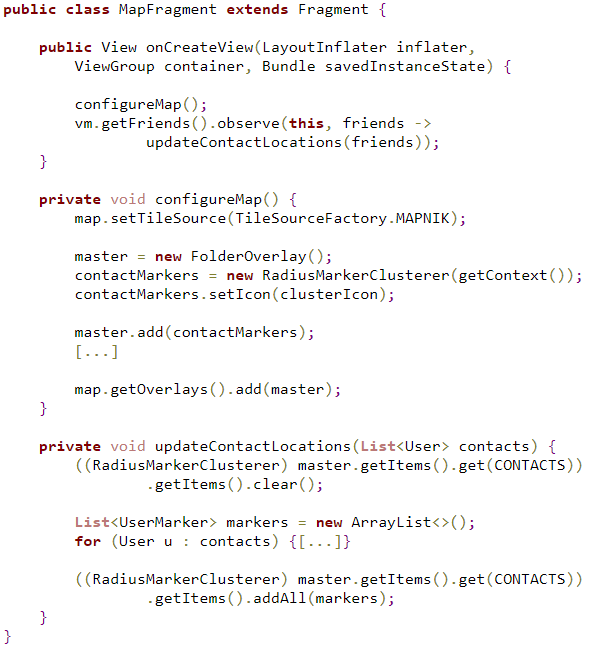 public class MapFragment extends Fragment {
public View onCreateView(LayoutInflater inflater,
ViewGroup container, Bundle savedInstanceState) {
configureMap();
vm.getFriends().observe(this, friends ->
updateContactLocations(friends));
}
private void configureMap() {
map.setTileSource(TileSourceFactory.MAPNIK);
master = new FolderOverlay();
contactMarkers = new RadiusMarkerClusterer(getContext());
contactMarkers.setIcon(clusterIcon);
master.add(contactMarkers);
[...]
map.getOverlays().add(master);
}
private void updateContactLocations(List<User> contacts) {
((RadiusMarkerClusterer) master.getItems().get(CONTACTS))
.getItems().clear();
List<UserMarker> markers = new ArrayList<>();
for (User u : contacts) {[...]}
((RadiusMarkerClusterer) master.getItems().get(CONTACTS))
.getItems().addAll(markers);
}
}